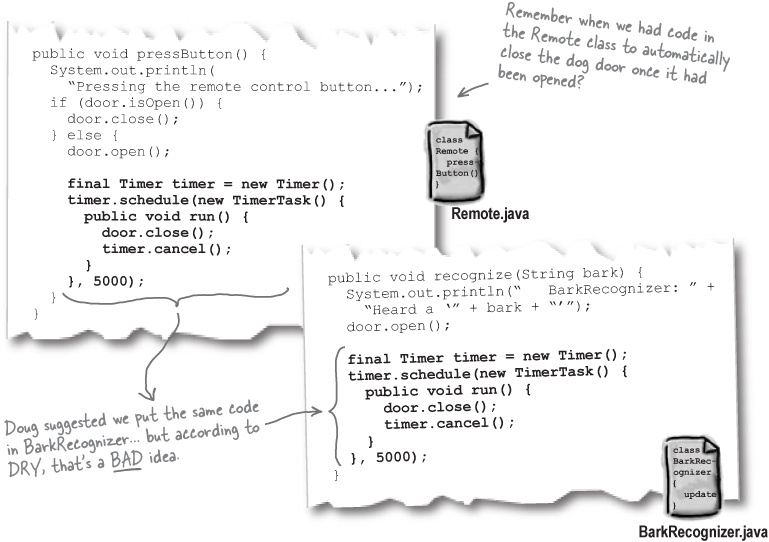 public void pressButton() {
System.out.println(
“Pressing the remote control button...”);
if (door.isOpen()) {
door.close();
} else {
door.open();
final Timer timer = new Timer();
timer.schedule(new TimerTask() {
public void run() {
door.close();
timer.cancel();
}
}, 5000);
}
}
Remember when we had code in
the Remote class to automatically
close the dog door once it had
been opened?
class
Remote {
press
Button()
}
Remote.java
public void recognize(String bark) {
System.out.println(“   BarkRecognizer: ” +
“Heard a ‘” + bark + “’”);
door.open();
final Timer timer = new Timer();
timer.schedule(new TimerTask() {
public void run() {
door.close();
timer.cancel();
}
}, 5000);
}
Doug suggested we put the same code
in BarkRecognizer... but according to
DRY, that's a BAD idea.
class
BarkRec-
ognizer
{
update
}
BarkRecognizer.java